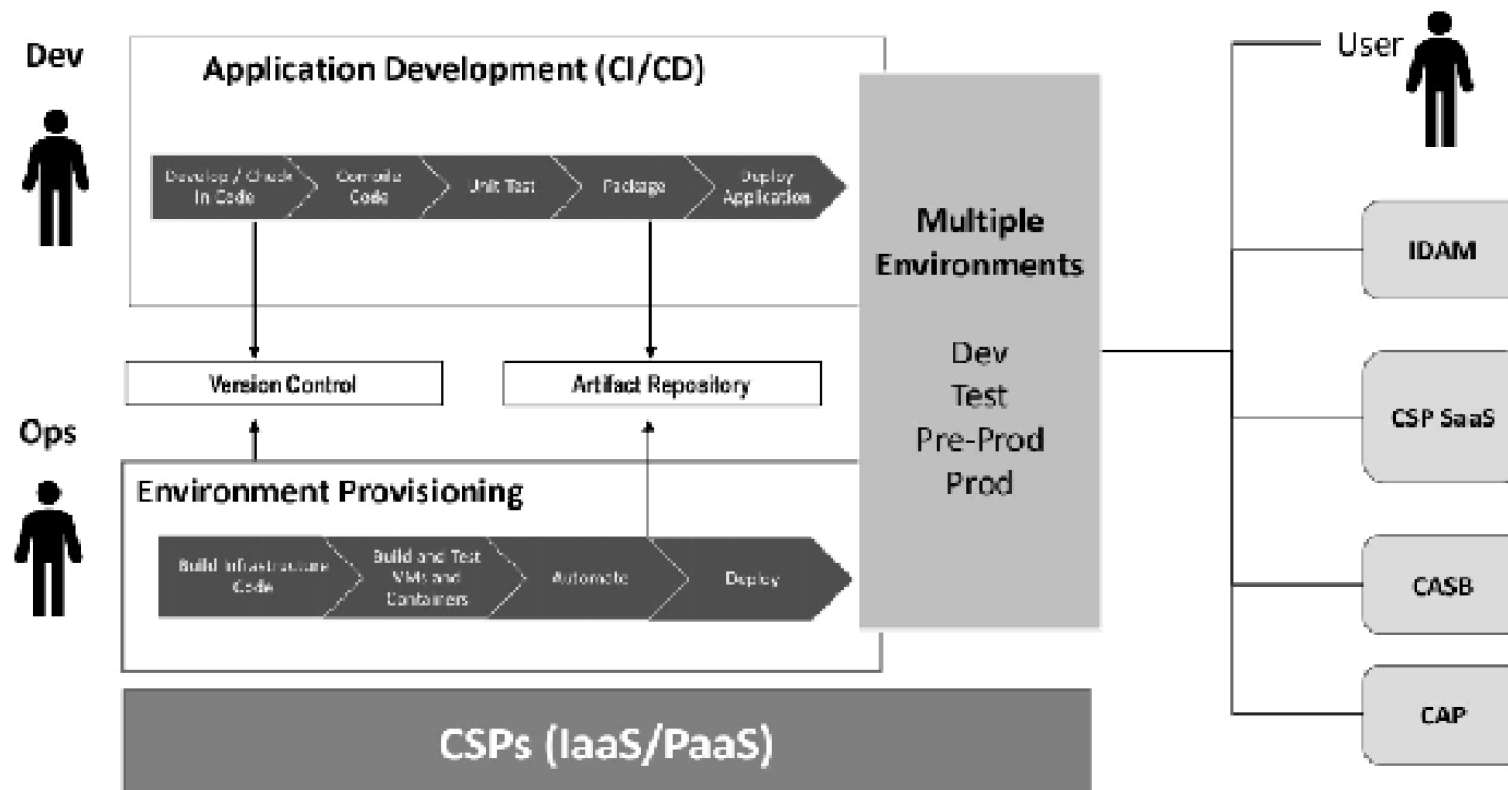 Dev
Application Development (CI/CD)
Develop / Check
In Code
Compile
Code
Unit Test
Package
Deploy
Application
Version Control
Artifact Repository
Ops
Environment Provisioning
Build Infrastructure
Code
Build and Test
VMs and
Containers
Automate
Deploy
CSPs (IaaS/PaaS)
Multiple
Environments
Dev
Test
Pre-Prod
Prod
User
IDAM
CSP SaaS
CASB
CAP